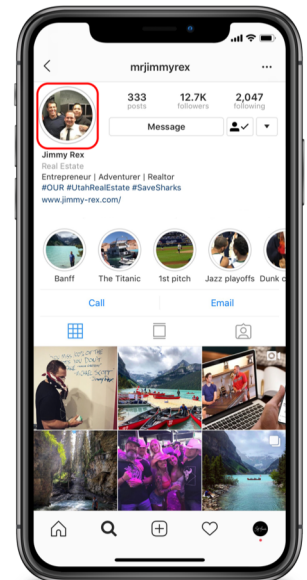 mrjimmyrex
333
posts
12.7K
followers
2,047
following
Message
Jimmy Rex
Real Estate
Entrepreneur | Adventurer | Realtor
#OUR #UtahRealEstate #SaveSharks
www.jimmy-rex.com/
Banff
The Titanic
1st pitch
Jazz playoffs
Dunk c
Call
Email